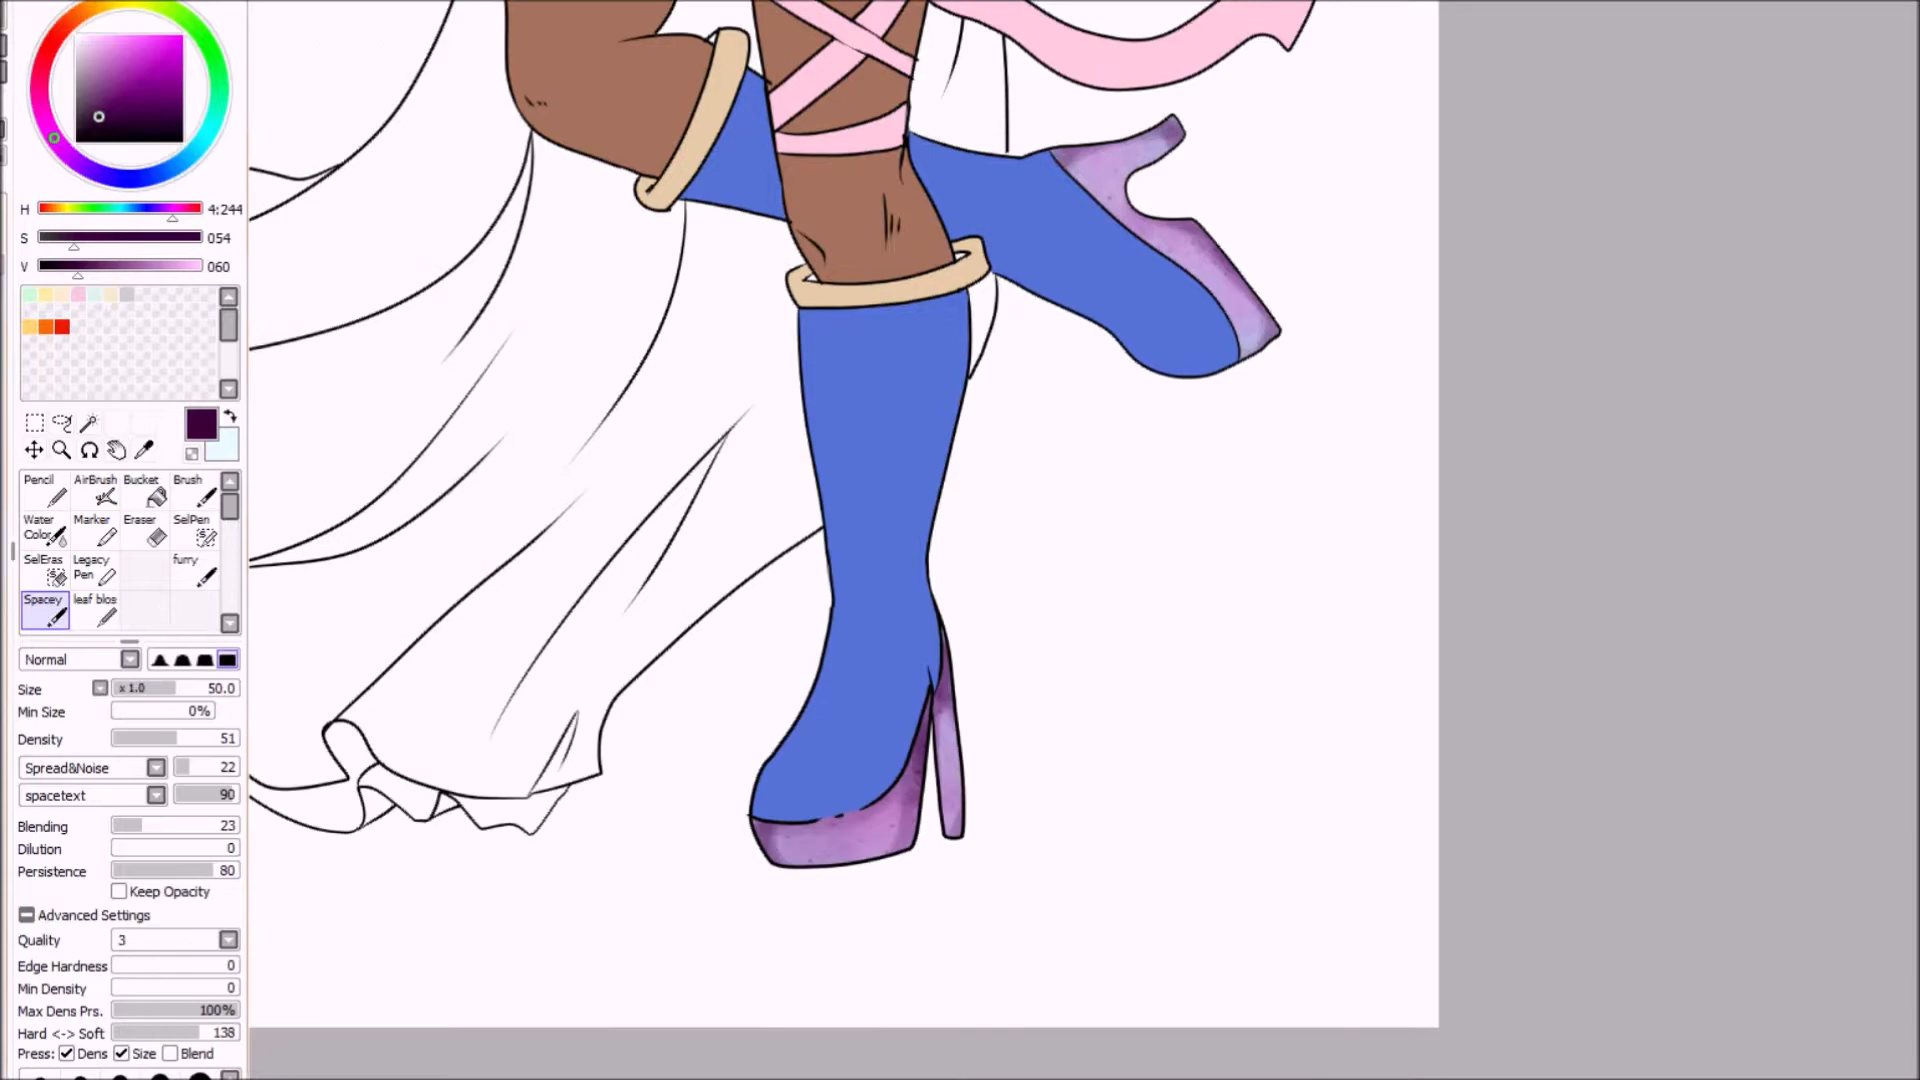 H 4:244
S 054
V 060
Pencil AirBrush Bucket Brush
Water Color Marker Eraser SelPen
SelEras Legacy Pen furry
Spacey leaf blos
Normal
Size x 1.0 50.0
Min Size 0%
Density 51
Spread&Noise 22
spacetext 90
Blending 23
Dilution 0
Persistence 80
Keep Opacity
Advanced Settings
Quality 3
Edge Hardness 0
Min Density 0
Max Dens Prs. 100%
Hard <-> Soft 138
Press: Dens Size Blend